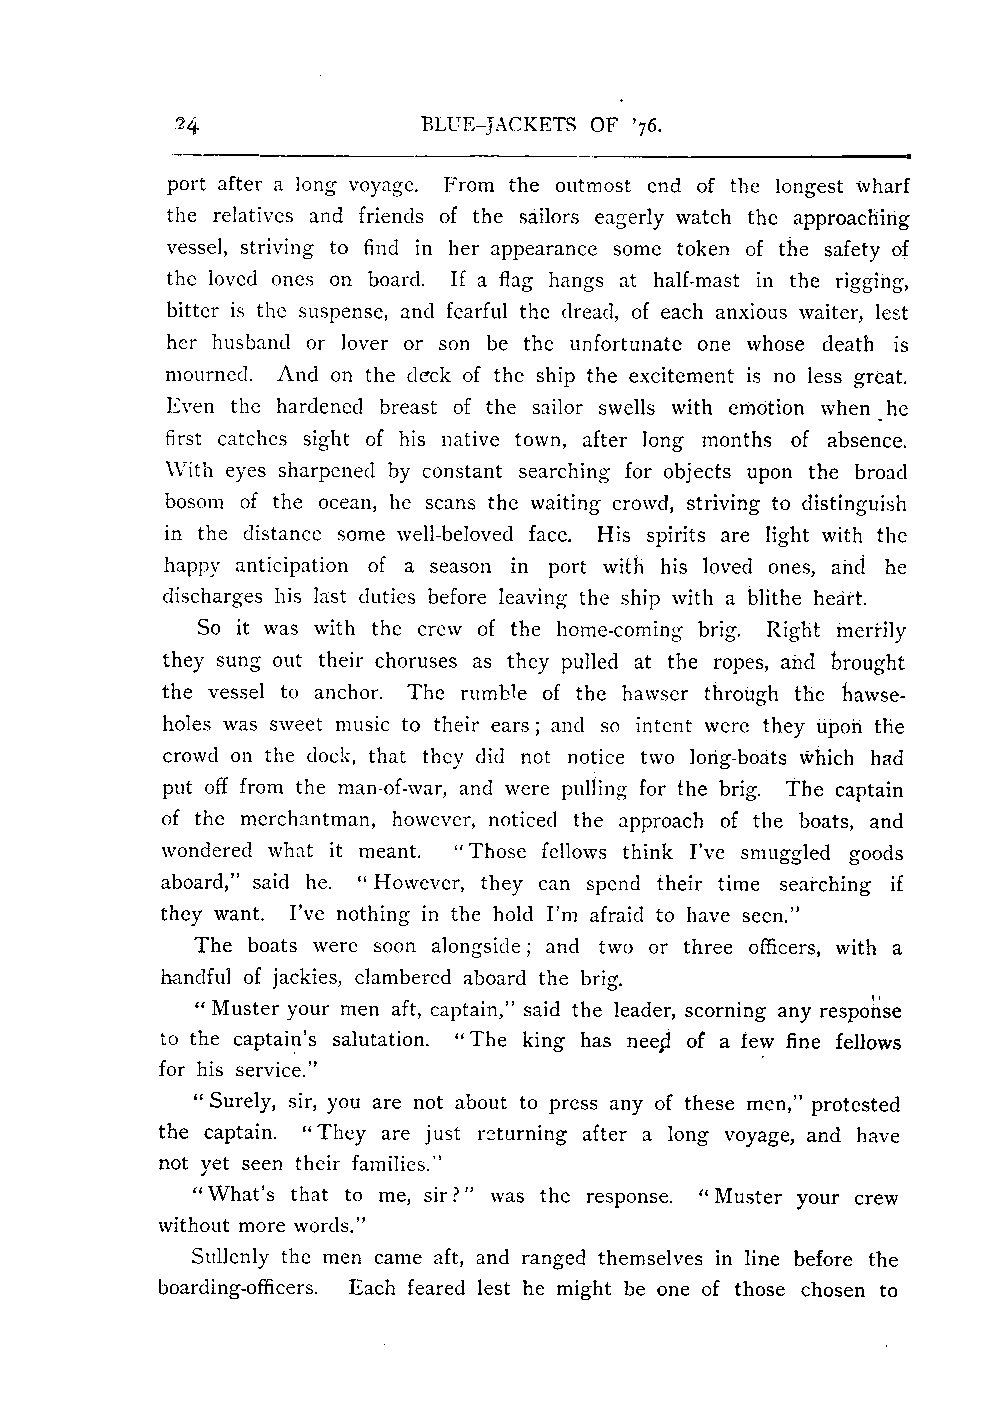 24 BLUE-JACKETS OF '76.
port after a long voyage. From the outmost end of the longest wharf
the relatives and friends of the sailors eagerly watch the approaching
vessel, striving to find in her appearance some token of the safety of
the loved ones on board. If a flag hangs at half-mast in the rigging,
bitter is the suspense, and fearful the dread, of each anxious waiter, lest
her husband or lover or son be the unfortunate one whose death is
mourned. And on the deck of the ship the excitement is no less great.
Even the hardened breast of the sailor swells with emotion when he
first catches sight of his native town, after long months of absence.
With eyes sharpened by constant searching for objects upon the broad
bosom of the ocean, he scans the waiting crowd, striving to distinguish
in the distance some well-beloved face. His spirits are light with the
happy anticipation of a season in port with his loved ones, and he
discharges his last duties before leaving the ship with a blithe heart.
So it was with the crew of the home-coming brig. Right merrily
they sung out their choruses as they pulled at the ropes, and brought
the vessel to anchor. The rumble of the hawser through the hawse-
holes was sweet music to their ears; and so intent were they upon the
crowd on the dock, that they did not notice two long-boats which had
put off from the man-of-war, and were pulling for the brig. The captain
of the merchantman, however, noticed the approach of the boats, and
wondered what it meant. "Those fellows think I've smuggled goods
aboard," said he. "However, they can spend their time searching if
they want. I've nothing in the hold I'm afraid to have seen."
The boats were soon alongside; and two or three officers, with a
handful of jackies, clambered aboard the brig.
"Muster your men aft, captain," said the leader, scorning any response
to the captain's salutation. "The king has need of a few fine fellows
for his service."
"Surely, sir, you are not about to press any of these men," protested
the captain. "They are just returning after a long voyage, and have
not yet seen their families."
"What's that to me, sir?" was the response. "Muster your crew
without more words."
Sullenly the men came aft, and ranged themselves in line before the
boarding-officers. Each feared lest he might be one of those chosen to